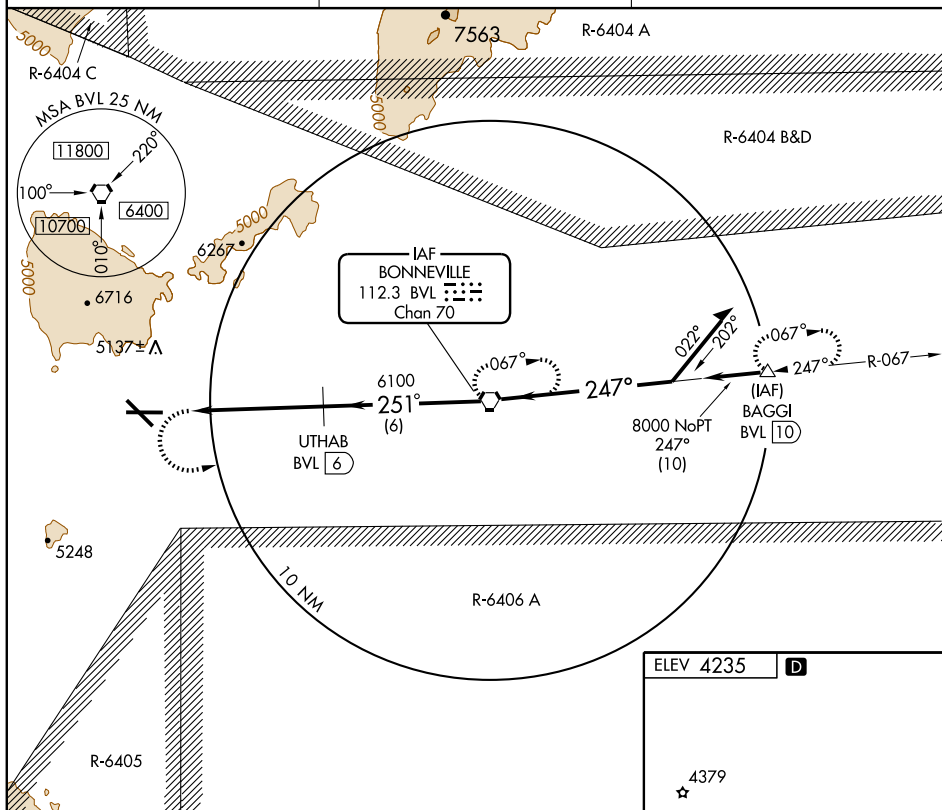 7563
R-6404 A
5000
R-6404 C
5000
MSA BVL 25 NM
R-6404 B&D
11800
220°
100°
6400
10700
010°
5000
6267
5000
6716
5137±
IAF
BONNEVILLE
112.3 BVL
Chan 70
067°
022°
202°
067°
247°
R-067
6100
251°
(6)
247°
(IAF)
BAGGI
BVL 10
8000 NoPT
247°
(10)
UTHAB
BVL 6
5248
10 NM
R-6406 A
ELEV 4235 D
R-6405
4379